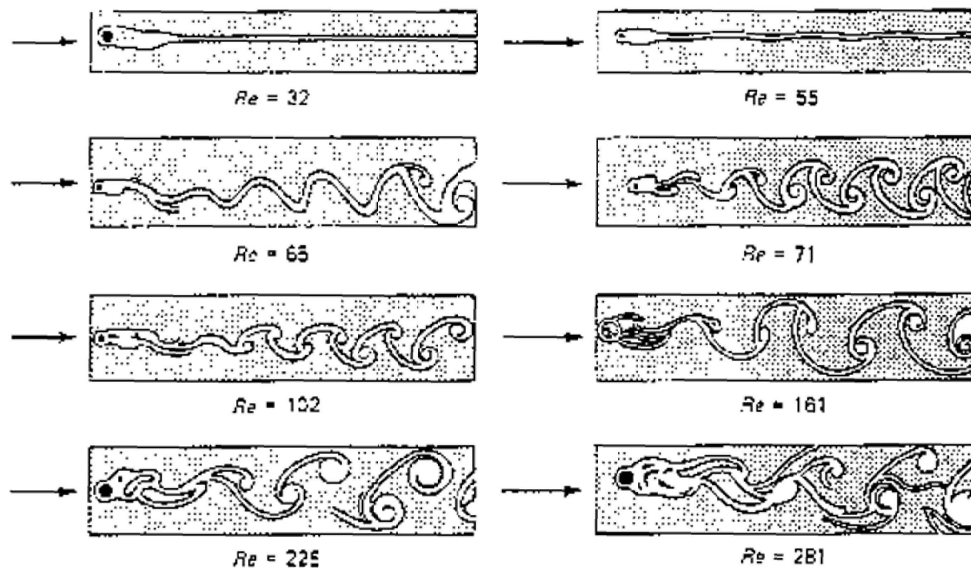 Re = 32
Re = 55
Re = 65
Re = 71
Re = 102
Re = 161
Re = 225
Re = 281